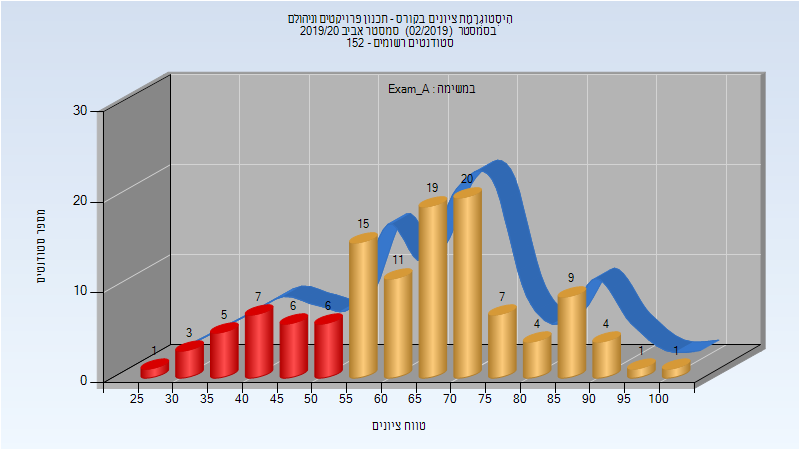 היסטוגרמת ציונים בקורס - תכנון פרויקטים וניהולם
בסמסטר (02/2019) סמסטר אביב 2019/20
סטודנטים רשומים - 152
במשימה : Exam_A
מספר סטודנטים
30
20
10
0
1
3
5
7
6
6
15
11
19
20
7
4
9
4
1
1
25 30 35 40 45 50 55 60 65 70 75 80 85 90 95 100
טווח ציונים